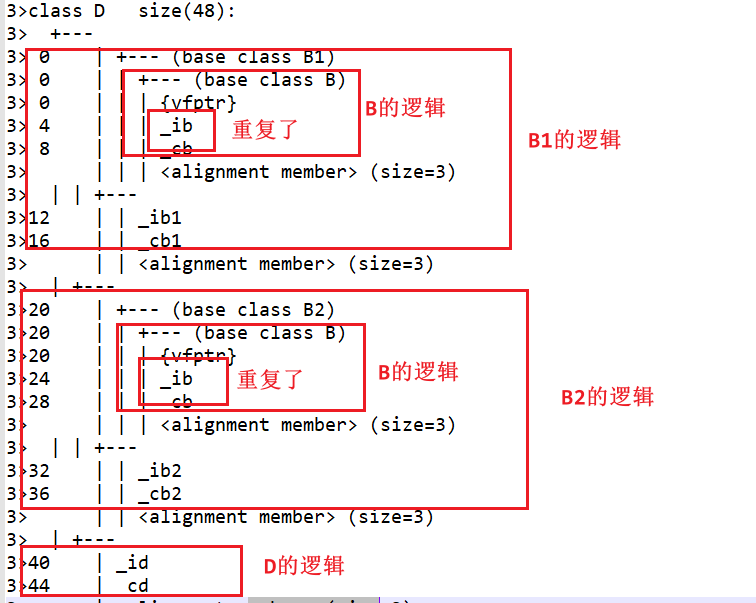 3>class D	size(48):
3>	+---
3> 0	| +--- (base class B1)
3> 0	| | +--- (base class B)
3> 0	| | | {vfptr}
3> 4	| | | _ib 重复了 B的逻辑
3> 8	| | | _cb B1的逻辑
3>	| | | <alignment member> (size=3)
3>	| | +---
3>12	| | _ib1
3>16	| | _cb1
3>	| | <alignment member> (size=3)
3>	| +---
3>20	| +--- (base class B2)
3>20	| | +--- (base class B)
3>20	| | | {vfptr}
3>24	| | | _ib 重复了 B的逻辑
3>28	| | | _cb B2的逻辑
3>	| | | <alignment member> (size=3)
3>	| | +---
3>32	| | _ib2
3>36	| | _cb2
3>	| | <alignment member> (size=3)
3>	| +---
3>40	| _id D的逻辑
3>44	| _cd